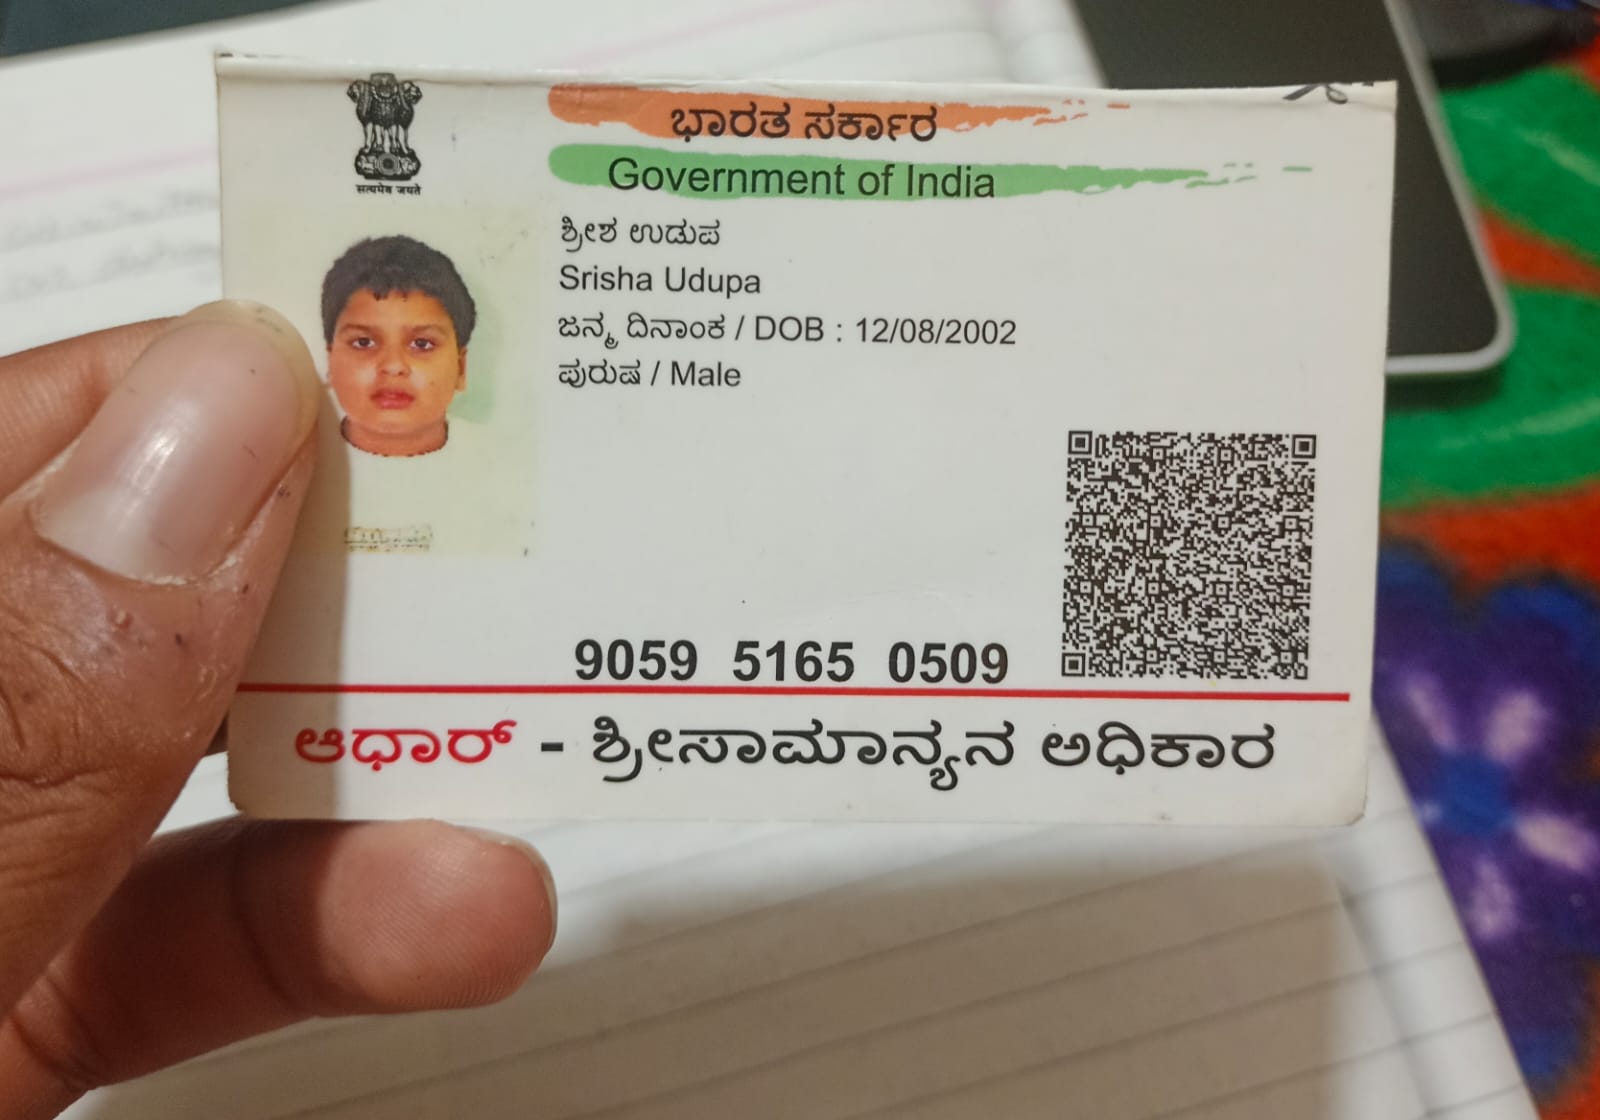 ಭಾರತ ಸರ್ಕಾರ
Government of India
सत्यमेव जयते
ಶ್ರೀಶ ಉಡುಪ
Srisha Udupa
ಜನ್ಮ ದಿನಾಂಕ / DOB : 12/08/2002
ಪುರುಷ / Male
9059 5165 0509
ಆಧಾರ್ - ಶ್ರೀಸಾಮಾನ್ಯನ ಅಧಿಕಾರ